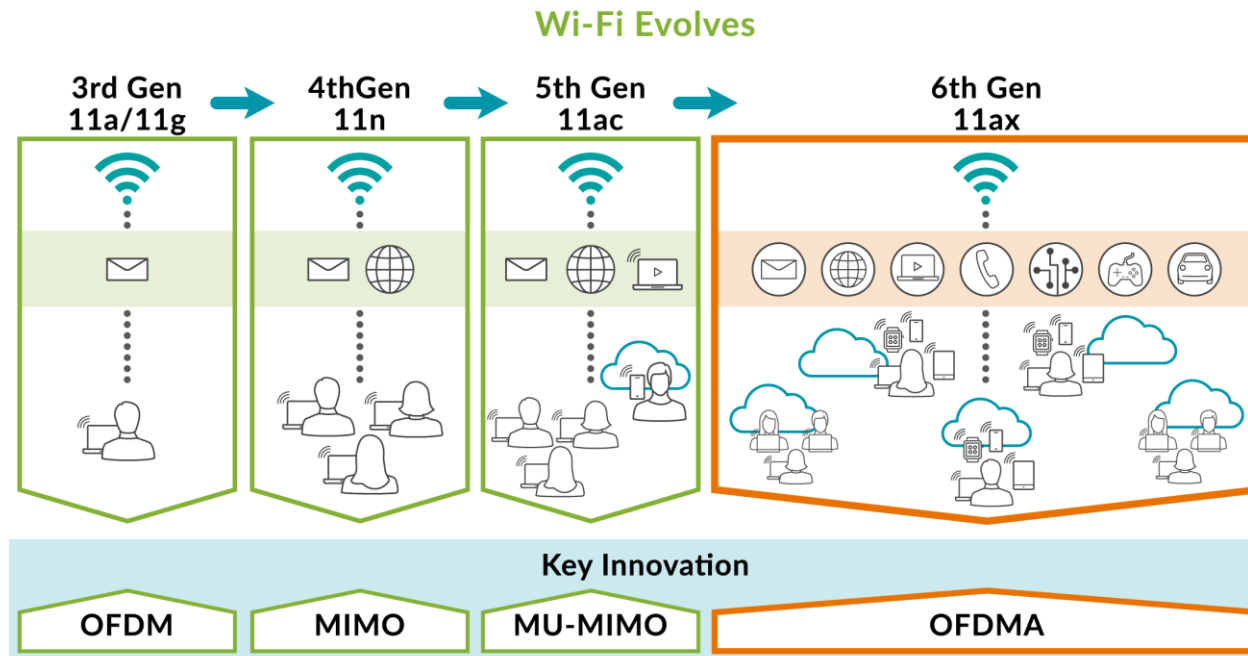 Wi-Fi Evolves
3rd Gen
11a/11g
4thGen
11n
5th Gen
11ac
6th Gen
11ax
Key Innovation
OFDM
MIMO
MU-MIMO
OFDMA